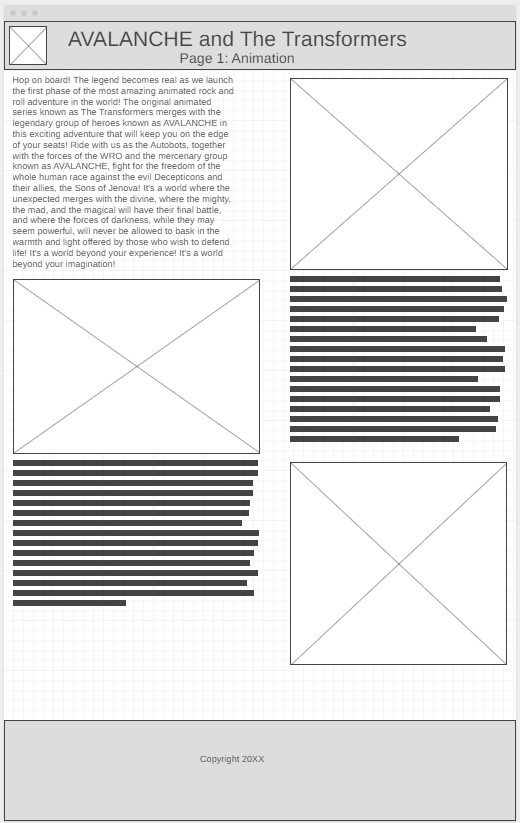 AVALANCHE and The Transformers
Page 1: Animation
Hop on board! The legend becomes real as we launch
the first phase of the most amazing animated rock and
roll adventure in the world! The original animated
series known as The Transformers merges with the
legendary group of heroes known as AVALANCHE in
this exciting adventure that will keep you on the edge
of your seats! Ride with us as the Autobots, together
with the forces of the WRO and the mercenary group
known as AVALANCHE, fight for the freedom of the
whole human race against the evil Decepticons and
their allies, the Sons of Jenova! It's a world where the
unexpected merges with the divine, where the mighty,
the mad, and the magical will have their final battle,
and where the forces of darkness, while they may
seem powerful, will never be allowed to bask in the
warmth and light offered by those who wish to defend
life! It's a world beyond your experience! It's a world
beyond your imagination!
Copyright 20XX